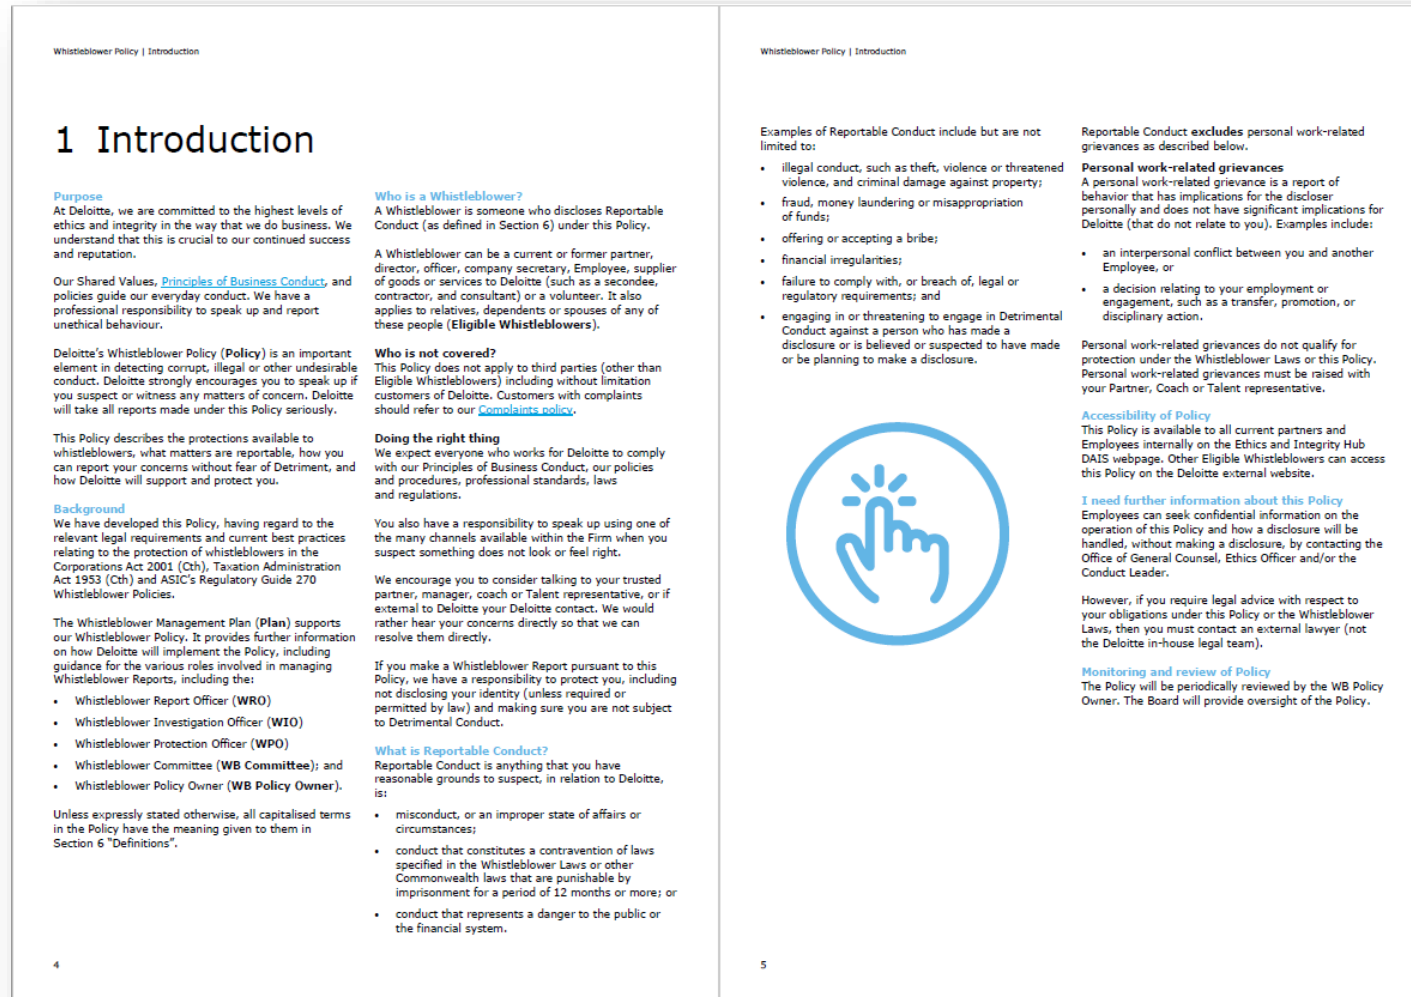 Whistleblower Policy | Introduction
1 Introduction
Purpose
At Deloitte, we are committed to the highest levels of
ethics and integrity in the way that we do business. We
understand that this is crucial to our continued success
and reputation.
Our Shared Values, Principles of Business Conduct, and
policies guide our everyday conduct. We have a
professional responsibility to speak up and report
unethical behaviour.
Deloitte's Whistleblower Policy (Policy) is an important
element in detecting corrupt, illegal or other undesirable
conduct. Deloitte strongly encourages you to speak up if
you suspect or witness any matters of concern. Deloitte
will take all reports made under this Policy seriously.
This Policy describes the protections available to
whistleblowers, what matters are reportable, how you
can report your concerns without fear of Detriment, and
how Deloitte will support and protect you.
Background
We have developed this Policy, having regard to the
relevant legal requirements and current best practices
relating to the protection of whistleblowers in the
Corporations Act 2001 (Cth), Taxation Administration
Act 1953 (Cth) and ASIC's Regulatory Guide 270
Whistleblower Policies.
The Whistleblower Management Plan (Plan) supports
our Whistleblower Policy. It provides further information
on how Deloitte will implement the Policy, including
guidance for the various roles involved in managing
Whistleblower Reports, including the:
• Whistleblower Report Officer (WRO)
• Whistleblower Investigation Officer (WIO)
• Whistleblower Protection Officer (WPO)
• Whistleblower Committee (WB Committee); and
• Whistleblower Policy Owner (WB Policy Owner).
Unless expressly stated otherwise, all capitalised terms
in the Policy have the meaning given to them in
Section 6 "Definitions".
Who is a Whistleblower?
A Whistleblower is someone who discloses Reportable
Conduct (as defined in Section 6) under this Policy.
A Whistleblower can be a current or former partner,
director, officer, company secretary, Employee, supplier
of goods or services to Deloitte (such as a secondee,
contractor, and consultant) or a volunteer. It also
applies to relatives, dependents or spouses of any of
these people (Eligible Whistleblowers).
Who is not covered?
This Policy does not apply to third parties (other than
Eligible Whistleblowers) including without limitation
customers of Deloitte. Customers with complaints
should refer to our Complaints policy.
Doing the right thing
We expect everyone who works for Deloitte to comply
with our Principles of Business Conduct, our policies
and procedures, professional standards, laws
and regulations.
You also have a responsibility to speak up using one of
the many channels available within the Firm when you
suspect something does not look or feel right.
We encourage you to consider talking to your trusted
partner, manager, coach or Talent representative, or if
external to Deloitte your Deloitte contact. We would
rather hear your concerns directly so that we can
resolve them directly.
If you make a Whistleblower Report pursuant to this
Policy, we have a responsibility to protect you, including
not disclosing your identity (unless required or
permitted by law) and making sure you are not subject
to Detrimental Conduct.
What is Reportable Conduct?
Reportable Conduct is anything that you have
reasonable grounds to suspect, in relation to Deloitte,
is:
• misconduct, or an improper state of affairs or
circumstances;
• conduct that constitutes a contravention of laws
specified in the Whistleblower Laws or other
Commonwealth laws that are punishable by
imprisonment for a period of 12 months or more; or
• conduct that represents a danger to the public or
the financial system.
4
Whistleblower Policy | Introduction
Examples of Reportable Conduct include but are not
limited to:
• illegal conduct, such as theft, violence or threatened
violence, and criminal damage against property;
• fraud, money laundering or misappropriation
of funds;
• offering or accepting a bribe;
• financial irregularities;
• failure to comply with, or breach of, legal or
regulatory requirements; and
• engaging in or threatening to engage in Detrimental
Conduct against a person who has made a
disclosure or is believed or suspected to have made
or be planning to make a disclosure.
Reportable Conduct excludes personal work-related
grievances as described below.
Personal work-related grievances
A personal work-related grievance is a report of
behavior that has implications for the discloser
personally and does not have significant implications for
Deloitte (that do not relate to you). Examples include:
• an interpersonal conflict between you and another
Employee, or
• a decision relating to your employment or
engagement, such as a transfer, promotion, or
disciplinary action.
Personal work-related grievances do not qualify for
protection under the Whistleblower Laws or this Policy.
Personal work-related grievances must be raised with
your Partner, Coach or Talent representative.
Accessibility of Policy
This Policy is available to all current partners and
Employees internally on the Ethics and Integrity Hub
DAIS webpage. Other Eligible Whistleblowers can access
this Policy on the Deloitte external website.
I need further information about this Policy
Employees can seek confidential information on the
operation of this Policy and how a disclosure will be
handled, without making a disclosure, by contacting the
Office of General Counsel, Ethics Officer and/or the
Conduct Leader.
However, if you require legal advice with respect to
your obligations under this Policy or the Whistleblower
Laws, then you must contact an external lawyer (not
the Deloitte in-house legal team).
Monitoring and review of Policy
The Policy will be periodically reviewed by the WB Policy
Owner. The Board will provide oversight of the Policy.
5